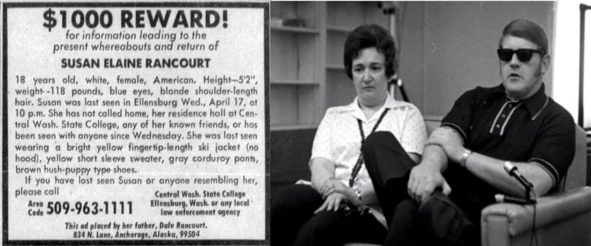 $1000 REWARD!
for information leading to the
present whereabouts and return of
SUSAN ELAINE RANCOURT
18 years old, white, female, American. Height—5'2",
weight-118 pounds, blue eyes, blonde shoulder-length
hair. Susan was last seen in Ellensburg Wed., April 17, at
10 p.m. She has not called home, her residence hall at Cen-
tral Wash. State College, any of her known friends, or has
been seen with anyone since Wednesday. She was last seen
wearing a bright yellow fingertip-length ski jacket (no
hood), yellow short sleeve sweater, gray corduroy pants,
brown hush-puppy type shoes.
If you have last seen Susan or anyone resembling her,
please call
Area Code 509-963-1111
Central Wash. State College
Ellensburg, Wash. or any local
law enforcement agency
This ad placed by her father, Dale Rancourt.
834 N. Lane, Anchorage, Alaska, 99504